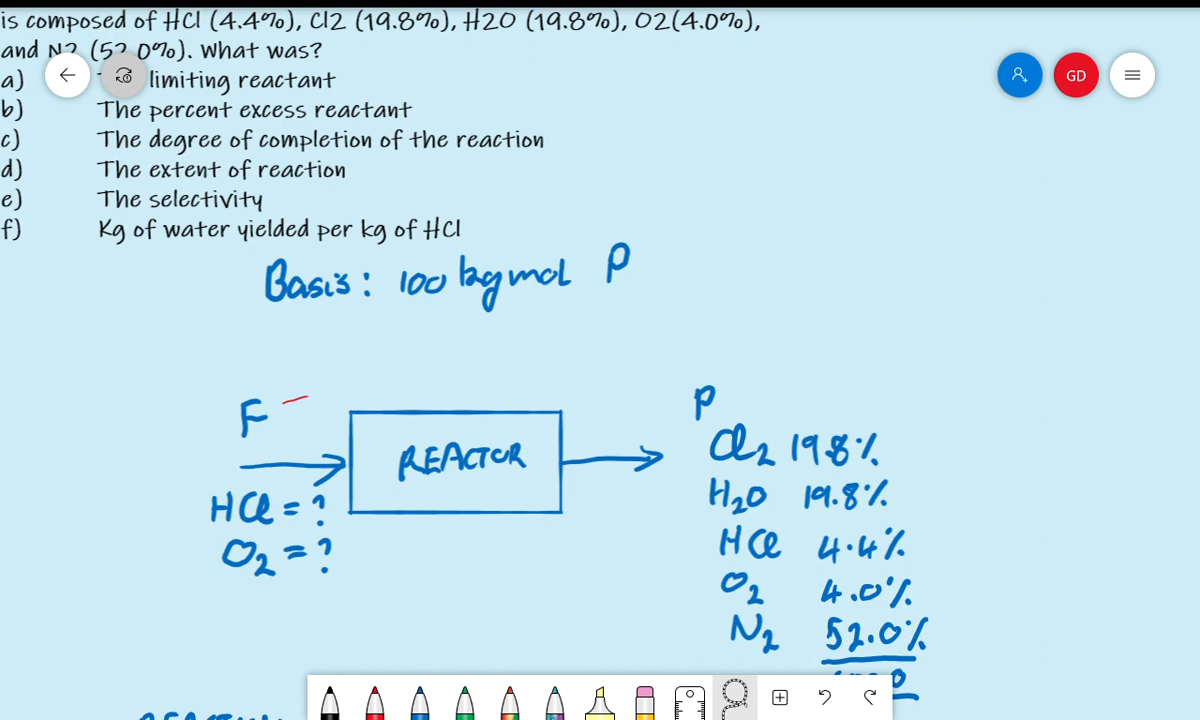 is composed of HCl (4.4%), Cl2 (19.8%), H2O (19.8%), O2(4.0%),
and N2 (52.0%). What was?
a) limiting reactant
b) The percent excess reactant
c) The degree of completion of the reaction
d) The extent of reaction
e) The selectivity
f) Kg of water yielded per kg of HCl
GD
Basis: 100 kgmol P
F
REACTOR
HCl = ?
O2 = ?
P
Cl2 19.8%
H2O 19.8%
HCl 4.4%
O2 4.0%
N2 52.0%